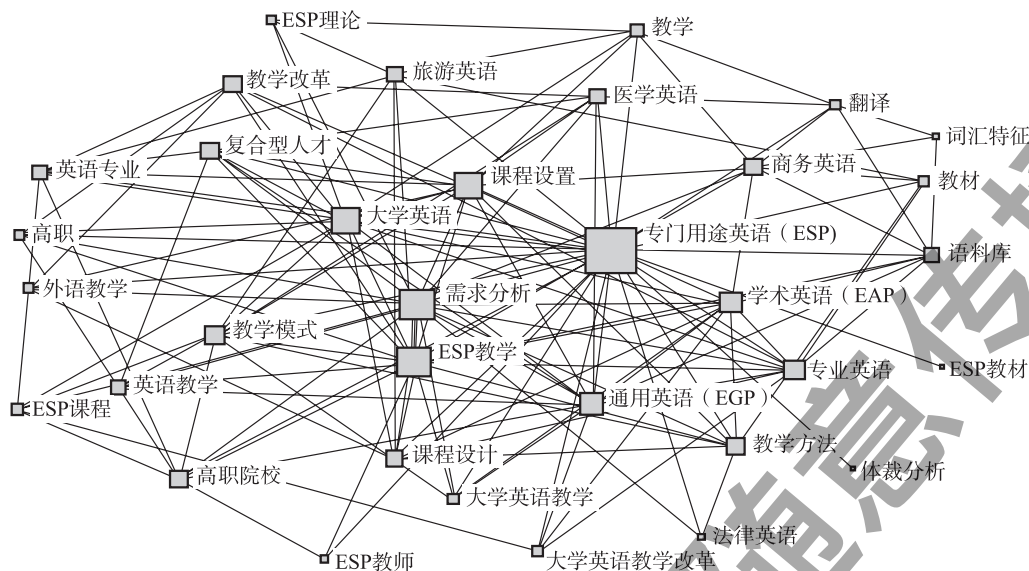 ESP理论
教学
教学改革
旅游英语
医学英语
翻译
词汇特征
复合型人才
英语专业
课程设置
商务英语
教材
大学英语
高职
专门用途英语（ESP)
语料库
外语教学
需求分析
学术英语（EAP）
教学模式
ESP教学
专业英语
ESP教材
英语教学
ESP课程
通用英语（EGP）
教学方法
课程设计
体裁分析
高职院校
大学英语教学
法律英语
ESP教师
大学英语教学改革
随意传播